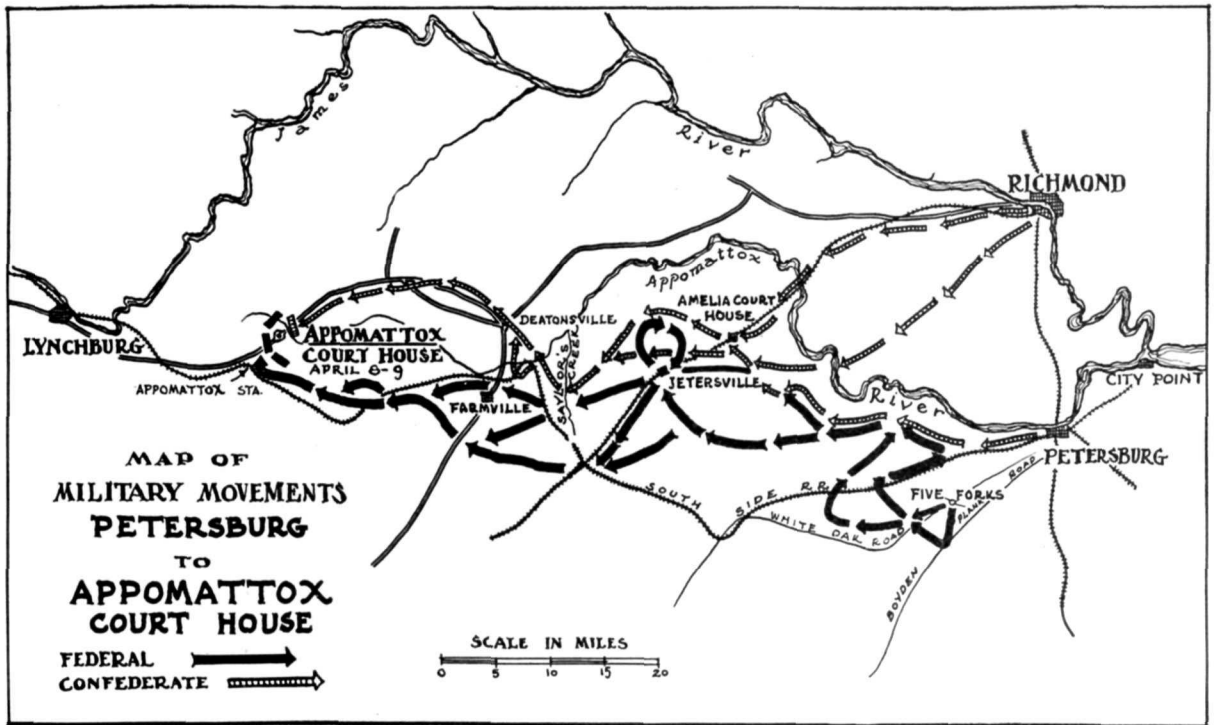 James
River
RICHMOND
Appomattox
AMELIA COURT
HOUSE
DEATONSVILLE
LYNCHBURG
APPOMATTOX
COURT HOUSE
APRIL 8-9
SAYLOR'S
CREEK
JETERSVILLE
CITY POINT
APPOMATTOX STA.
FARMVILLE
River
PETERSBURG
MAP OF
MILITARY MOVEMENTS
PETERSBURG
TO
APPOMATTOX
COURT HOUSE
SOUTH SIDE RR
FIVE FORKS
WHITE OAK ROAD
BOYDEN PLANK ROAD
FEDERAL
CONFEDERATE
SCALE IN MILES
0 5 10 15 20